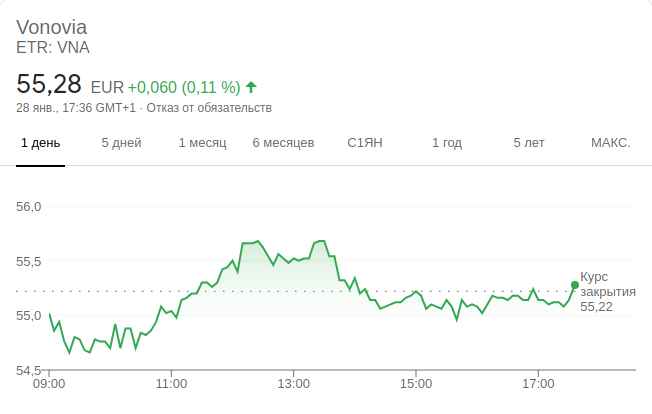 Vonovia
ETR: VNA
55,28 EUR +0,060 (0,11 %)
28 янв., 17:36 GMT+1 · Отказ от обязательств
1 день 5 дней 1 месяц 6 месяцев С1ЯН 1 год 5 лет МАКС.
56,0
55,5
Курс
закрытия
55,22
55,0
54,5
09:00 11:00 13:00 15:00 17:00